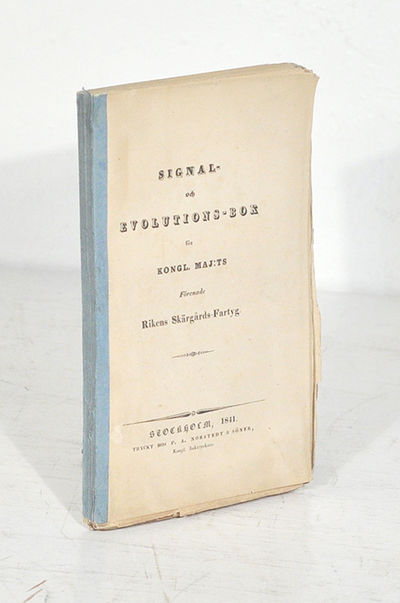 SIGNAL-
och
EVOLUTIONS-BOK
för
KONGL. MAJ:TS
Förenade
Rikens Skärgårds-Fartyg.
STOCKHOLM, 1841.
TRYCKT HOS P. A. NORSTEDT & SÖNER,
Kongl. Boktryckare.